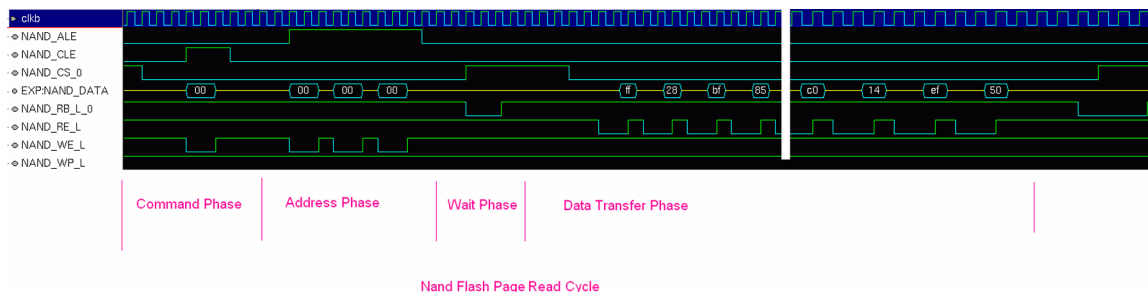 clkb
NAND_ALE
NAND_CLE
NAND_CS_0
EXP:NAND_DATA 00 00 00 00 ff 28 bf 85 c0 14 ef 50
NAND_RB_L_0
NAND_RE_L
NAND_WE_L
NAND_WP_L
Command Phase Address Phase Wait Phase Data Transfer Phase
Nand Flash Page Read Cycle